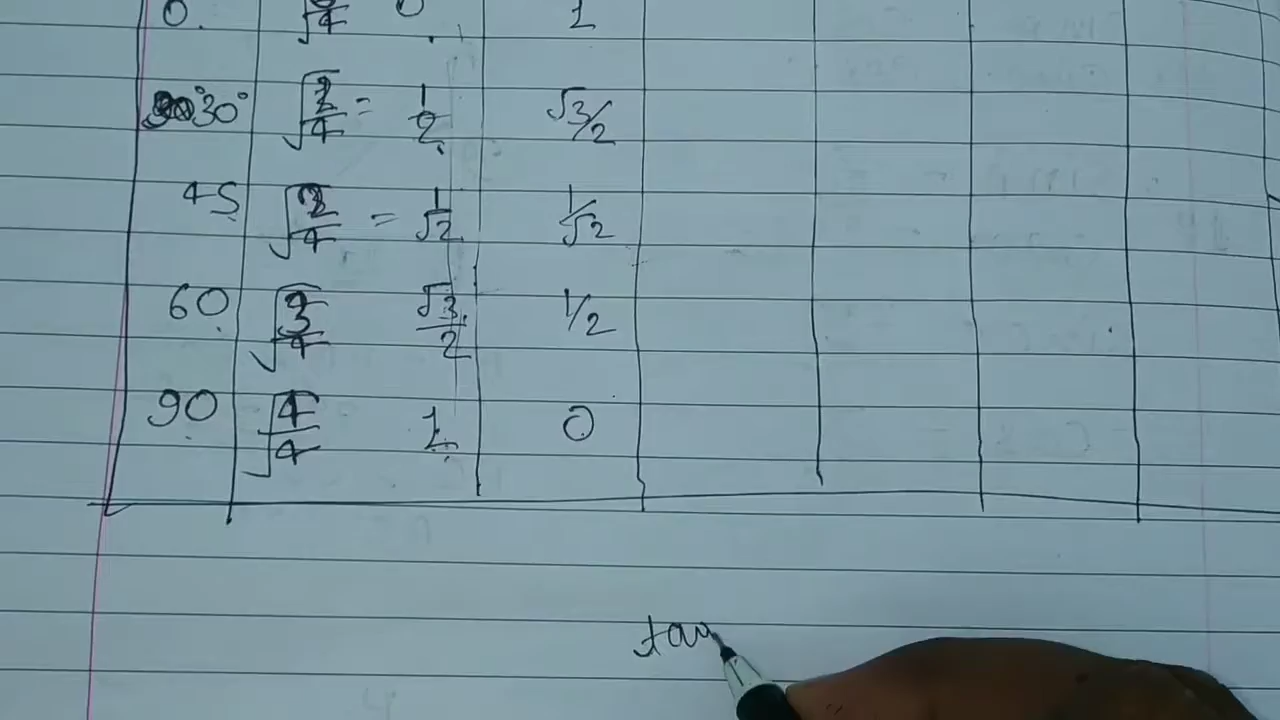 0. √0/4 0 1
30° √1/4 = 1/2 √3/2
45 √2/4 = 1/√2 1/√2
60 √3/4 √3/2 1/2
90 √4/4 1 0
tan